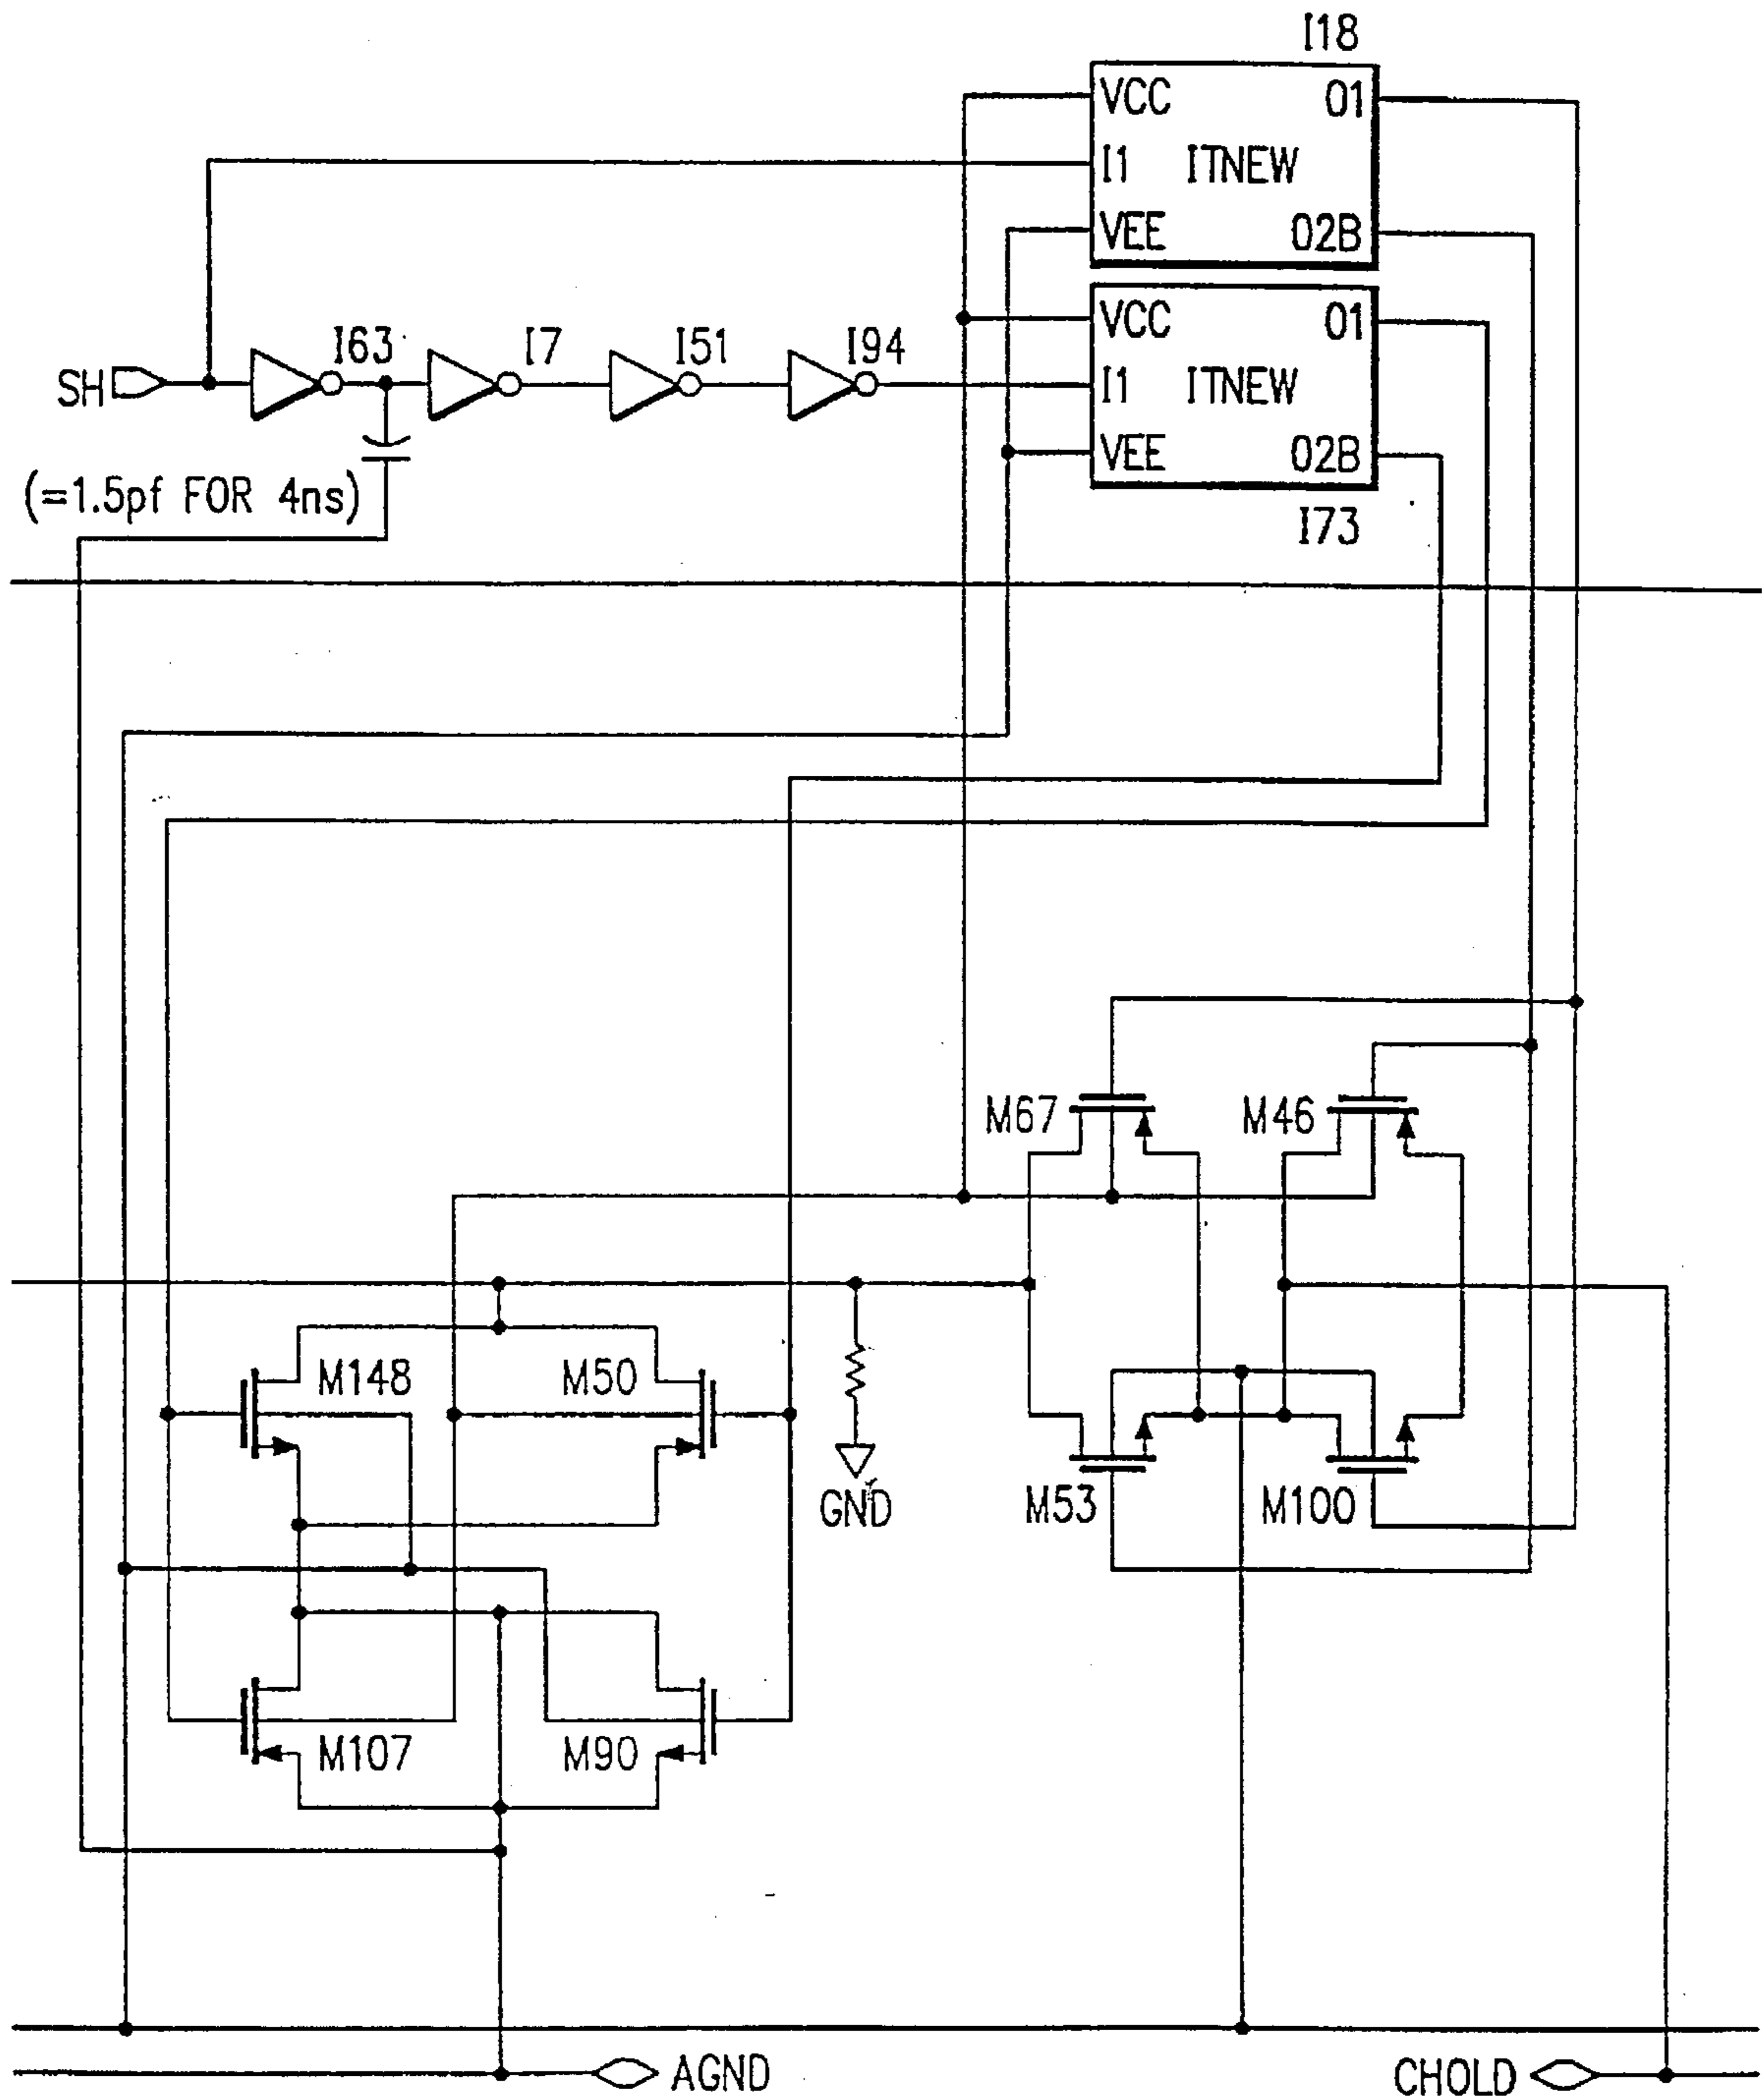 I18
VCC O1
I1 ITNEW
VEE O2B
VCC O1
I1 ITNEW
VEE O2B
I73
SH I63 I7 I51 I94
(=1.5pf FOR 4ns)
M67 M46
M148 M50
GND
M53 M100
M107 M90
AGND
CHOLD